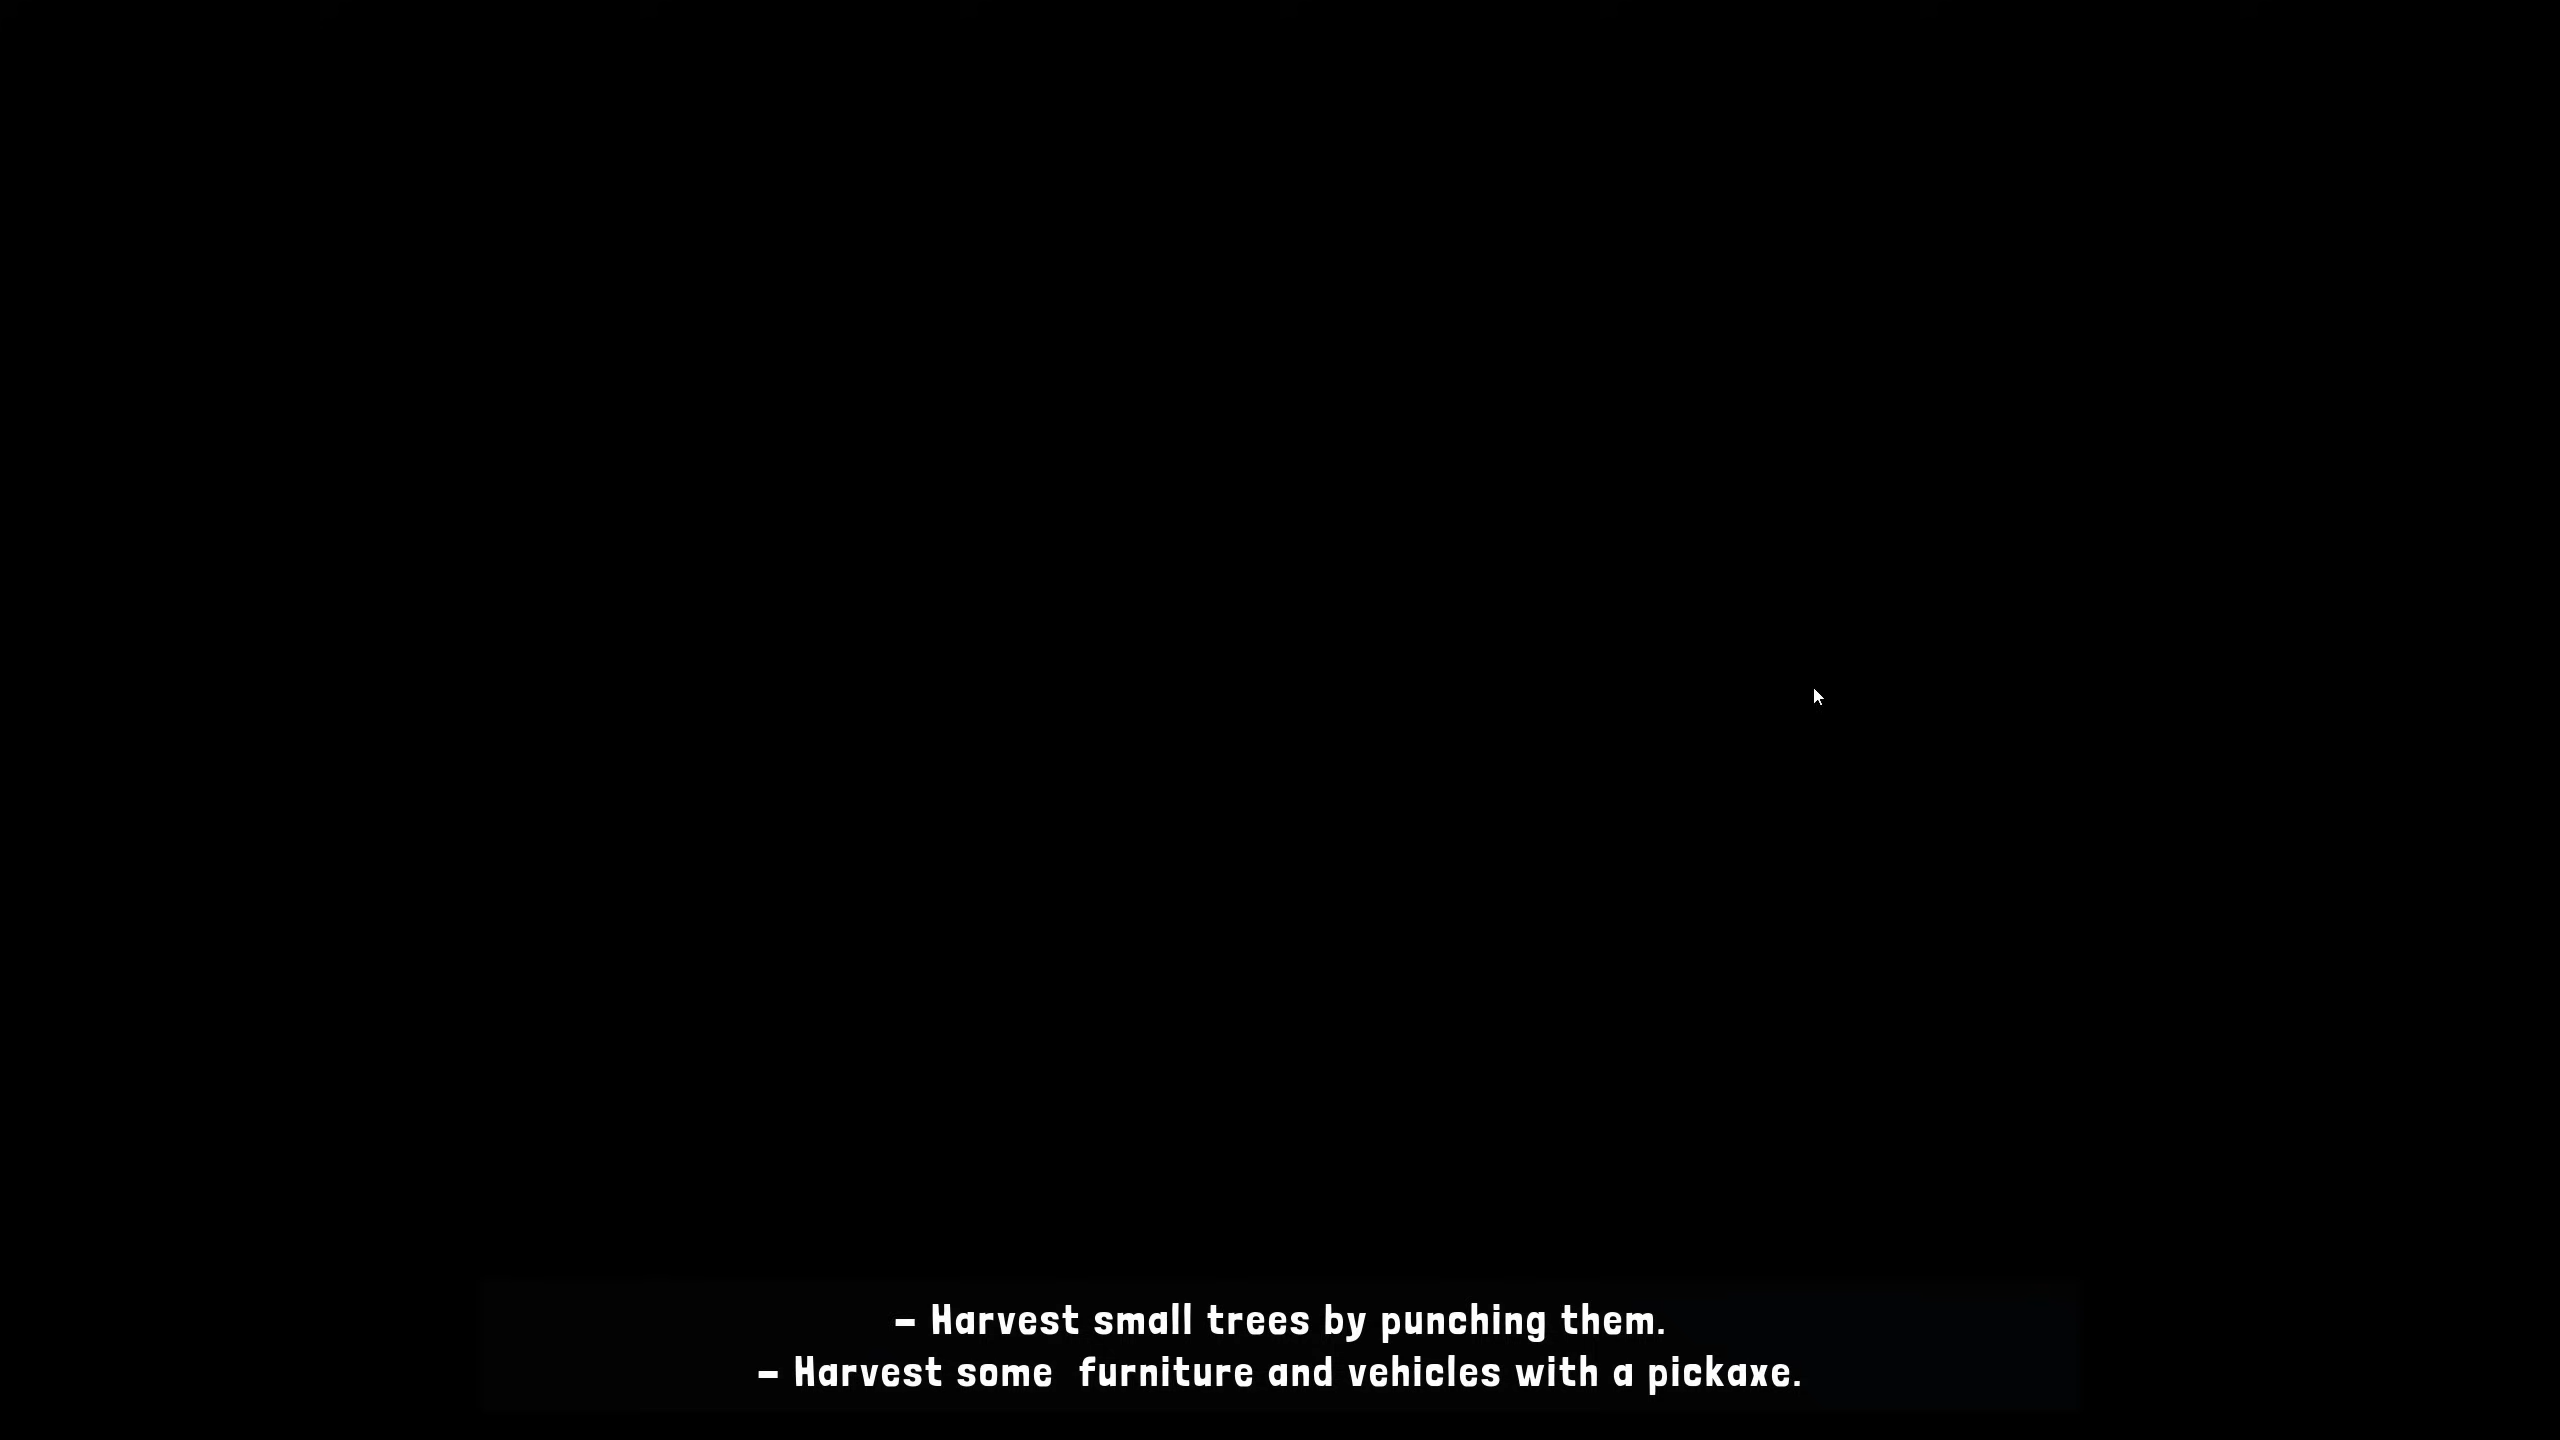 - Harvest small trees by punching them.
- Harvest some  furniture and vehicles with a pickaxe.